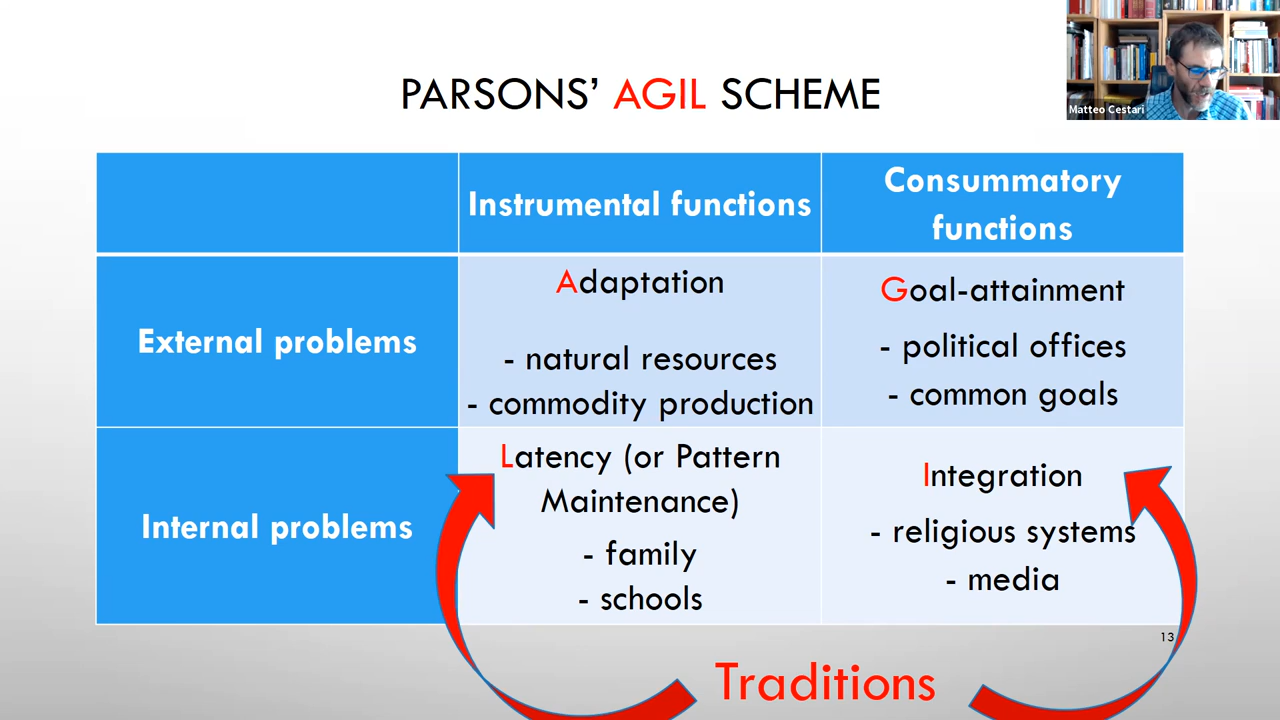 PARSONS' AGIL SCHEME
Matteo Cestari
Instrumental functions
Consummatory
functions
External problems
Adaptation
- natural resources
- commodity production
Goal-attainment
- political offices
- common goals
Internal problems
Latency (or Pattern
Maintenance)
- family
- schools
Integration
- religious systems
- media
13
Traditions